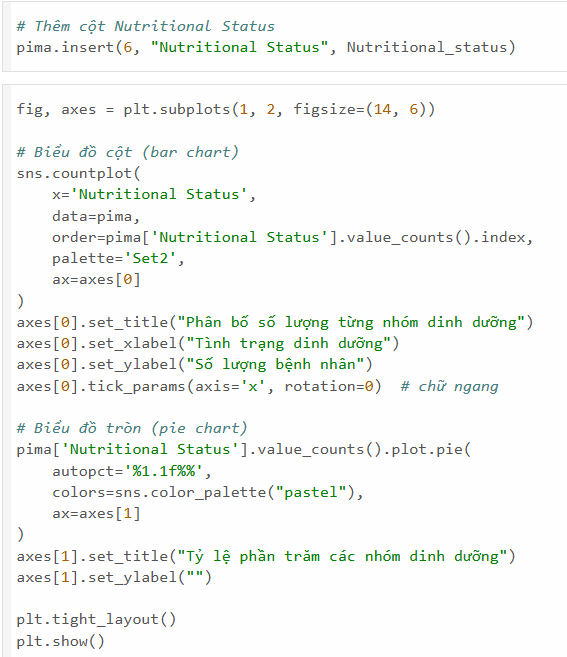 # Thêm cột Nutritional Status
pima.insert(6, "Nutritional Status", Nutritional_status)
fig, axes = plt.subplots(1, 2, figsize=(14, 6))
# Biểu đồ cột (bar chart)
sns.countplot(
    x='Nutritional Status',
    data=pima,
    order=pima['Nutritional Status'].value_counts().index,
    palette='Set2',
    ax=axes[0]
)
axes[0].set_title("Phân bố số lượng từng nhóm dinh dưỡng")
axes[0].set_xlabel("Tình trạng dinh dưỡng")
axes[0].set_ylabel("Số lượng bệnh nhân")
axes[0].tick_params(axis='x', rotation=0)  # chữ ngang
# Biểu đồ tròn (pie chart)
pima['Nutritional Status'].value_counts().plot.pie(
    autopct='%1.1f%%',
    colors=sns.color_palette("pastel"),
    ax=axes[1]
)
axes[1].set_title("Tỷ lệ phần trăm các nhóm dinh dưỡng")
axes[1].set_ylabel("")
plt.tight_layout()
plt.show()